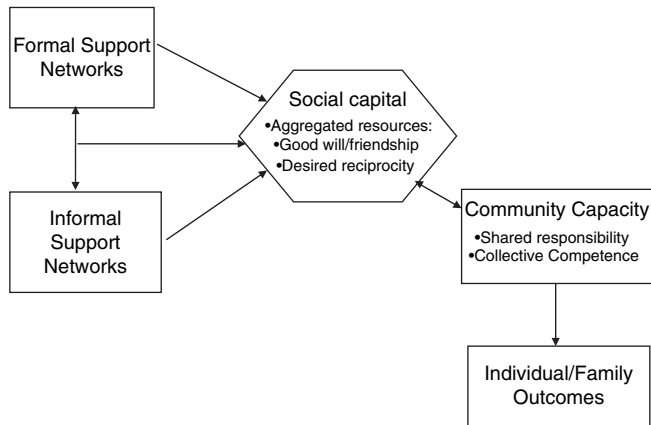 Formal Support
Networks
Social capital
•Aggregated resources:
•Good will/friendship
•Desired reciprocity
Informal
Support
Networks
Community Capacity
•Shared responsibility
•Collective Competence
Individual/Family
Outcomes